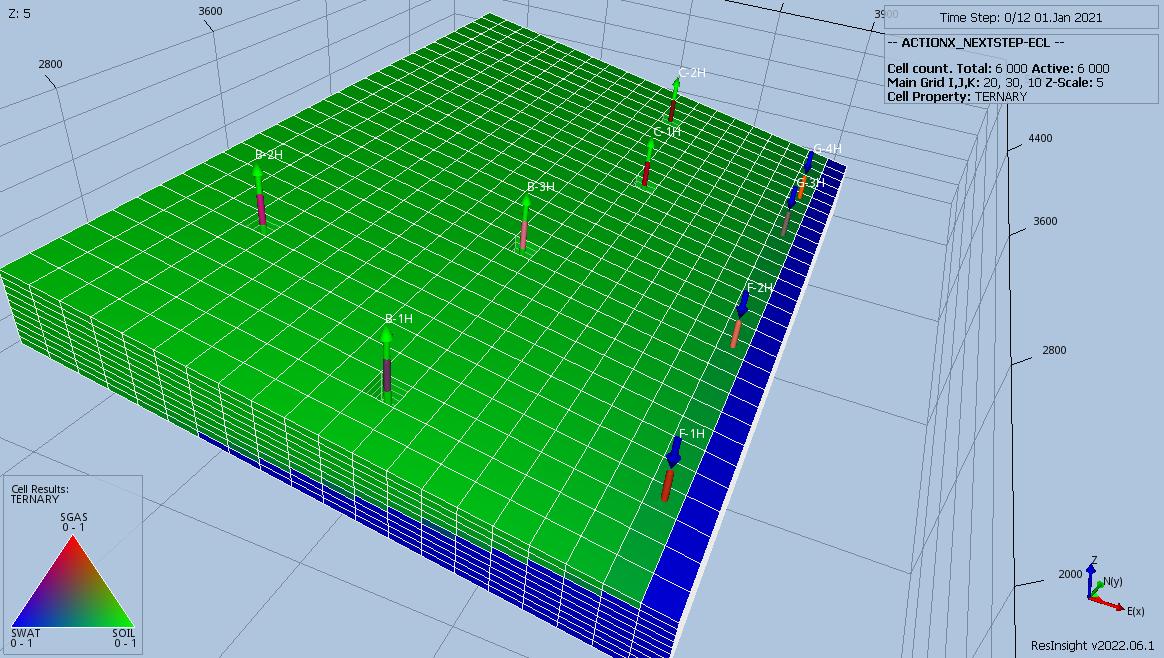 Z: 5
3600
3900
Time Step: 0/12 01.Jan 2021
-- ACTIONX_NEXTSTEP-ECL --
Cell count. Total: 6 000 Active: 6 000
Main Grid I,J,K: 20, 30, 10 Z-Scale: 5
Cell Property: TERNARY
2800
C-2H
C-1H
4400
G-4H
B-2H
B-3H
G-3H
3600
F-2H
B-1H
2800
F-1H
Cell Results:
TERNARY
SGAS
0 - 1
SWAT
0 - 1
SOIL
0 - 1
2000
Z
N(y)
E(x)
ResInsight v2022.06.1